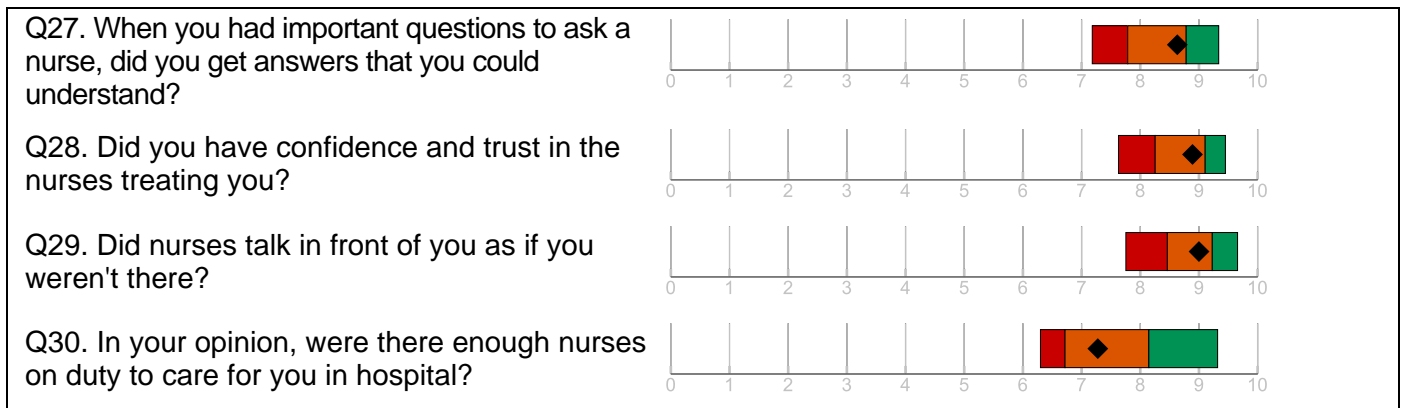 Q27. When you had important questions to ask a
nurse, did you get answers that you could
understand?
0 1 2 3 4 5 6 7 8 9 10
Q28. Did you have confidence and trust in the
nurses treating you?
0 1 2 3 4 5 6 7 8 9 10
Q29. Did nurses talk in front of you as if you
weren't there?
0 1 2 3 4 5 6 7 8 9 10
Q30. In your opinion, were there enough nurses
on duty to care for you in hospital?
0 1 2 3 4 5 6 7 8 9 10